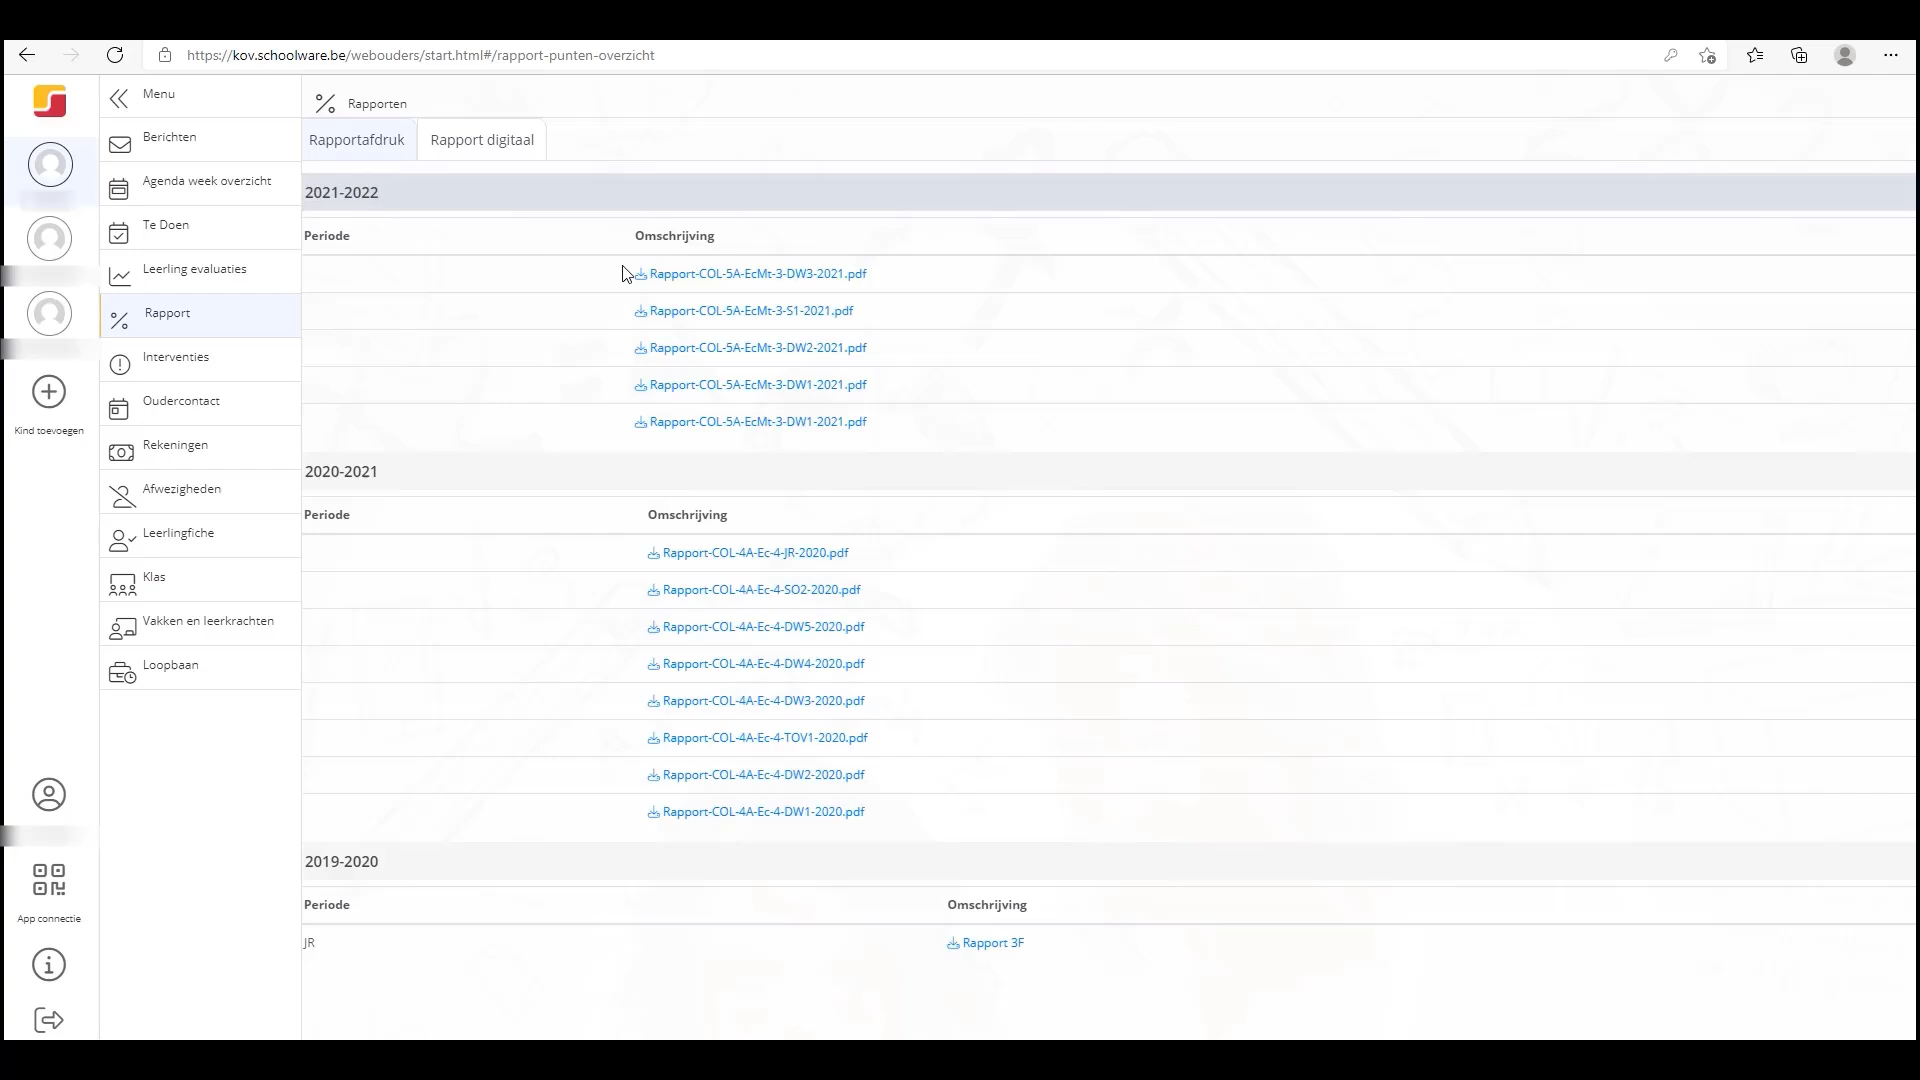 https://kov.schoolware.be/webouders/start.html#/rapport-punten-overzicht
Menu
Berichten
Agenda week overzicht
Te Doen
Leerling evaluaties
Rapport
Interventies
Oudercontact
Rekeningen
Afwezigheden
Leerlingfiche
Klas
Vakken en leerkrachten
Loopbaan
Kind toevoegen
App connectie
Rapporten
Rapportafdruk Rapport digitaal
2021-2022
Periode Omschrijving
Rapport-COL-5A-EcMt-3-DW3-2021.pdf
Rapport-COL-5A-EcMt-3-S1-2021.pdf
Rapport-COL-5A-EcMt-3-DW2-2021.pdf
Rapport-COL-5A-EcMt-3-DW1-2021.pdf
Rapport-COL-5A-EcMt-3-DW1-2021.pdf
2020-2021
Periode Omschrijving
Rapport-COL-4A-Ec-4-JR-2020.pdf
Rapport-COL-4A-Ec-4-SO2-2020.pdf
Rapport-COL-4A-Ec-4-DW5-2020.pdf
Rapport-COL-4A-Ec-4-DW4-2020.pdf
Rapport-COL-4A-Ec-4-DW3-2020.pdf
Rapport-COL-4A-Ec-4-TOV1-2020.pdf
Rapport-COL-4A-Ec-4-DW2-2020.pdf
Rapport-COL-4A-Ec-4-DW1-2020.pdf
2019-2020
Periode Omschrijving
JR Rapport 3F